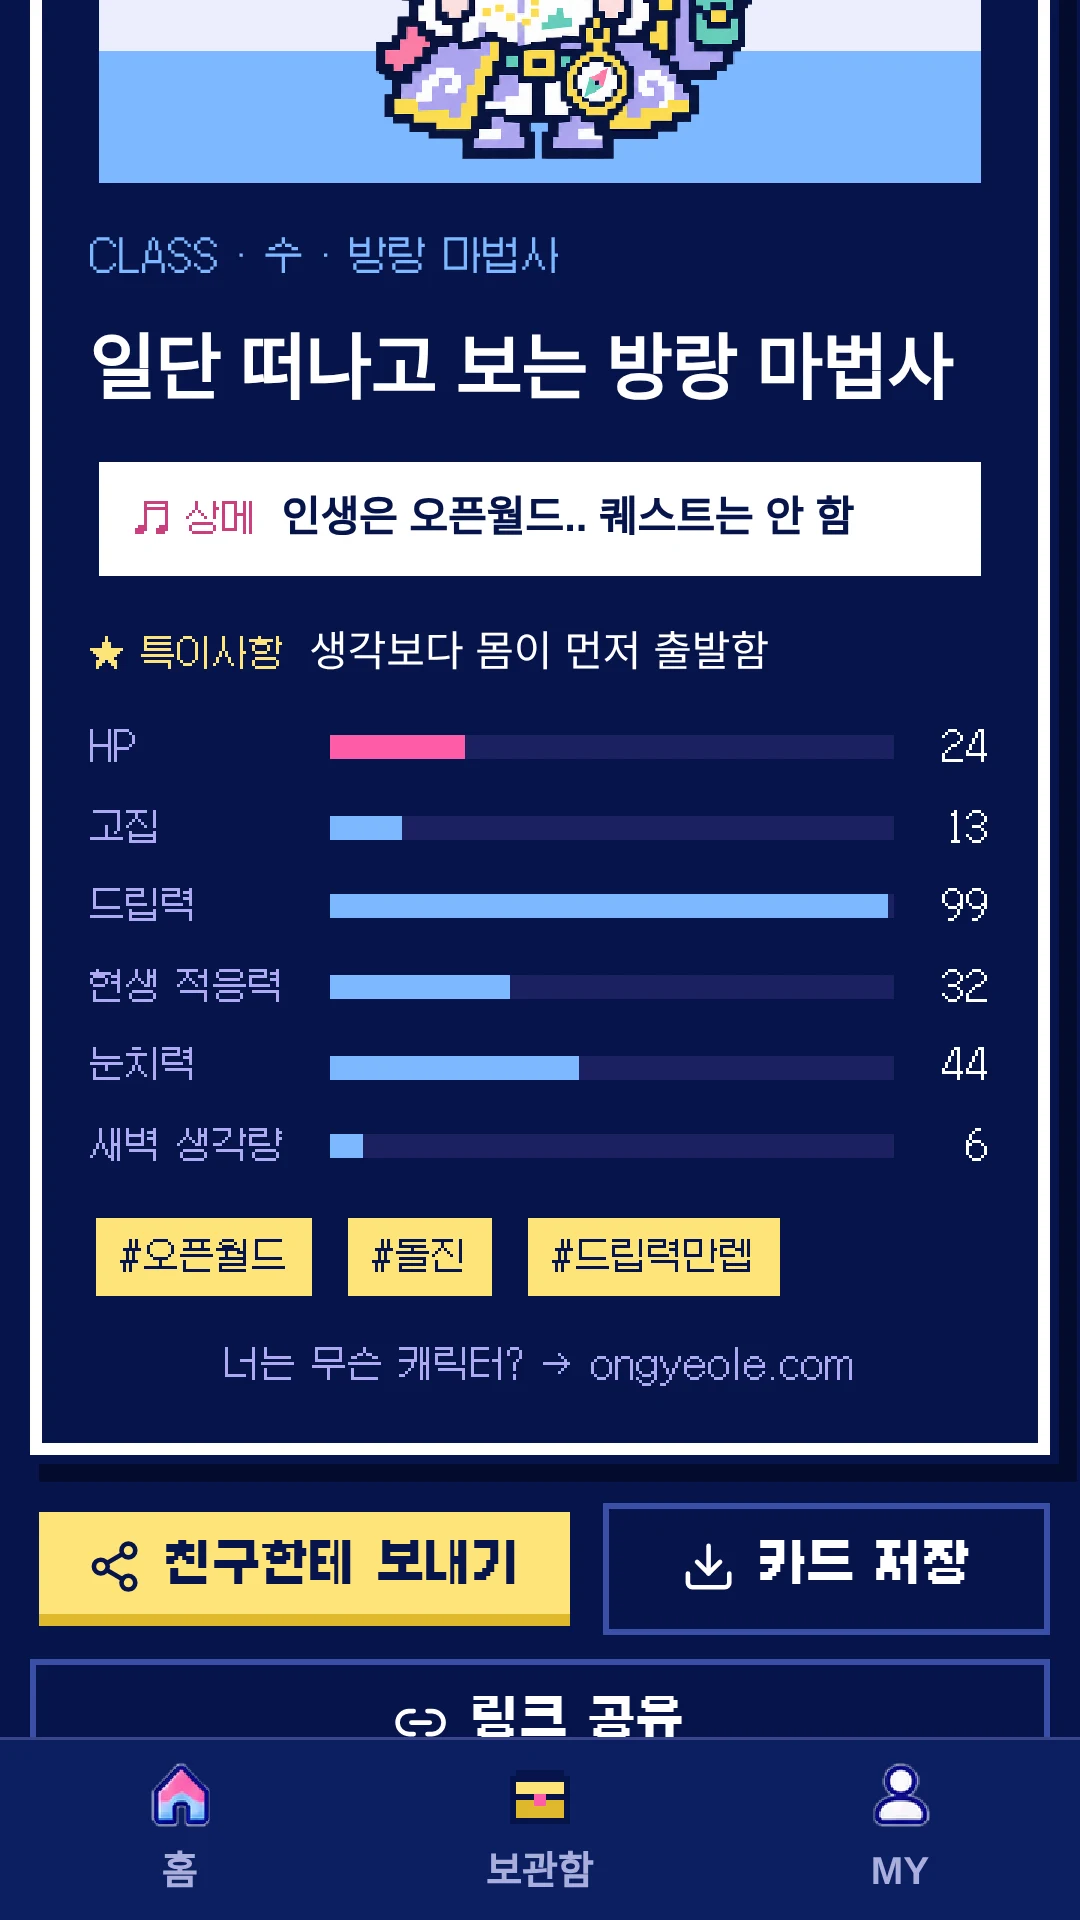 CLASS · 수 · 방랑 마법사
일단 떠나고 보는 방랑 마법사
♫ 상메 인생은 오픈월드.. 퀘스트는 안 함
★ 특이사항 생각보다 몸이 먼저 출발함
HP 24
고집 13
드립력 99
현생 적응력 32
눈치력 44
새벽 생각량 6
#오픈월드 #돌진 #드립력만렙
너는 무슨 캐릭터? → ongyeole.com
친구한테 보내기 카드 저장
링크 공유
홈 보관함 MY